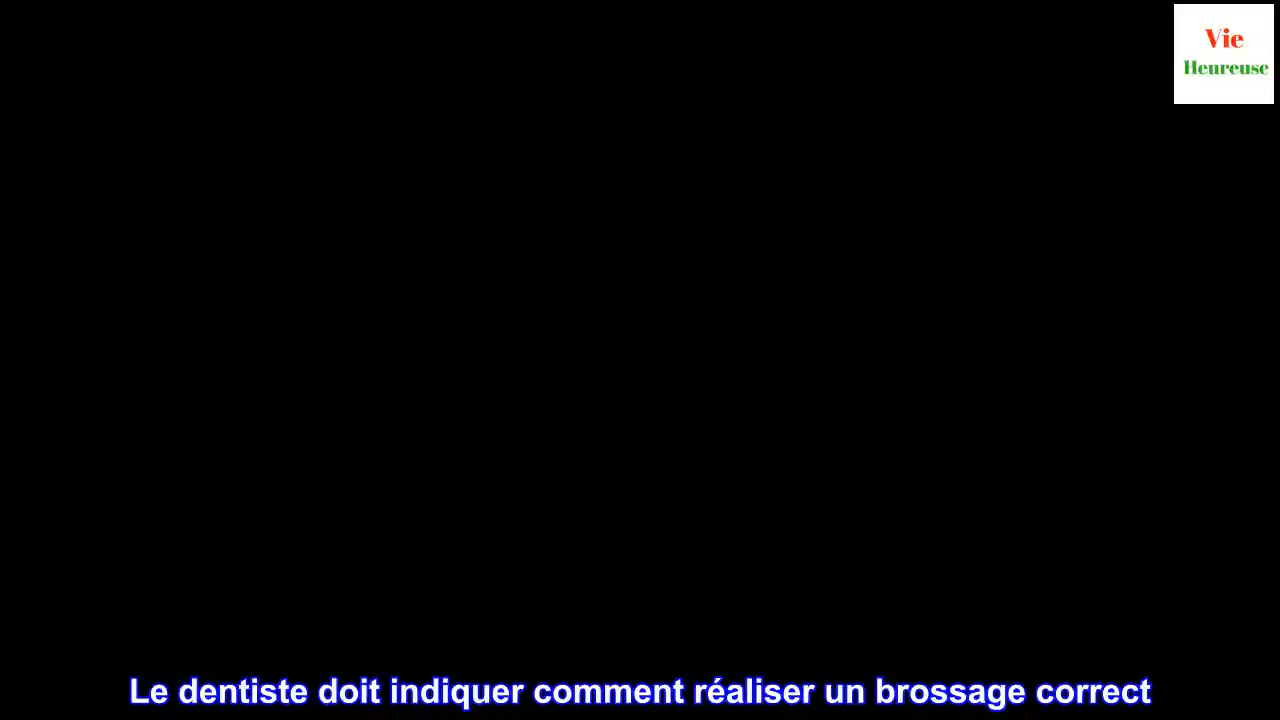 Vie
Heureuse
Le dentiste doit indiquer comment réaliser un brossage correct